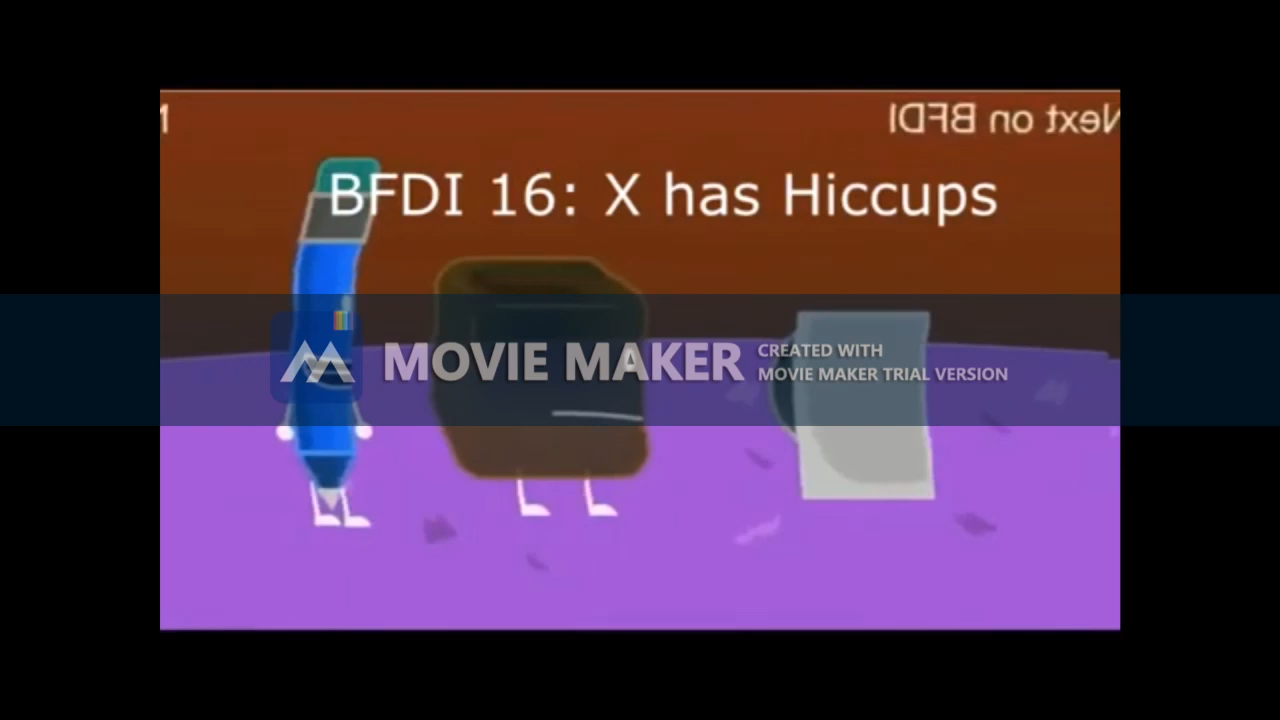 Next on BFDI
BFDI 16: X has Hiccups
MOVIE MAKER
CREATED WITH
MOVIE MAKER TRIAL VERSION